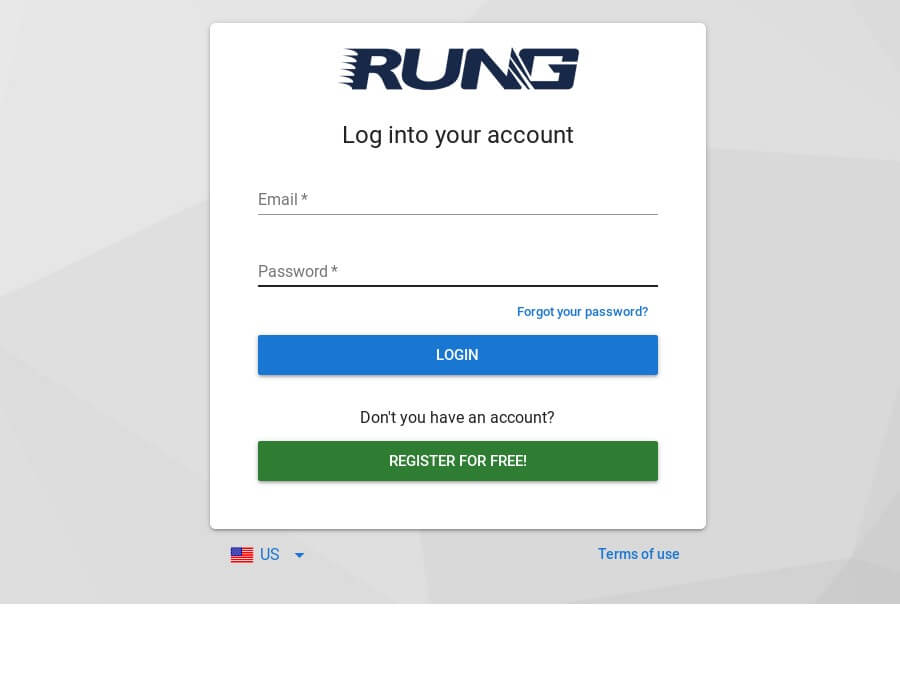 RUNG
Log into your account
Email *
Password *
Forgot your password?
LOGIN
Don't you have an account?
REGISTER FOR FREE!
US
Terms of use